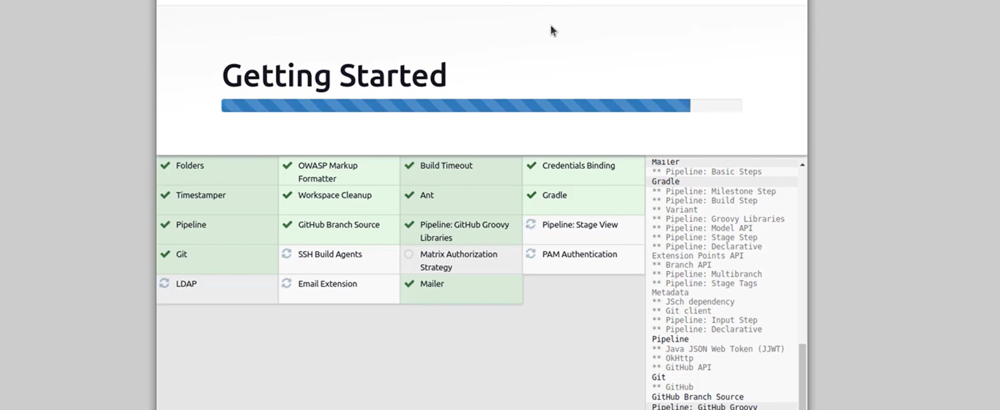 Getting Started
Folders
OWASP Markup
Formatter
Build Timeout
Credentials Binding
Timestamper
Workspace Cleanup
Ant
Gradle
Pipeline
GitHub Branch Source
Pipeline: GitHub Groovy
Libraries
Pipeline: Stage View
Git
SSH Build Agents
Matrix Authorization
Strategy
PAM Authentication
LDAP
Email Extension
Mailer
Mailer
** Pipeline: Basic Steps
Gradle
** Pipeline: Milestone Step
** Pipeline: Build Step
** Variant
** Pipeline: Groovy Libraries
** Pipeline: Model API
** Pipeline: Stage Step
** Pipeline: Declarative
Extension Points API
** Branch API
** Pipeline: Multibranch
** Pipeline: Stage Tags
Metadata
** JSch dependency
** Git client
** Pipeline: Input Step
** Pipeline: Declarative
Pipeline
** Java JSON Web Token (JJWT)
** OkHttp
** GitHub API
Git
** GitHub
GitHub Branch Source
Pipeline: GitHub Groovy